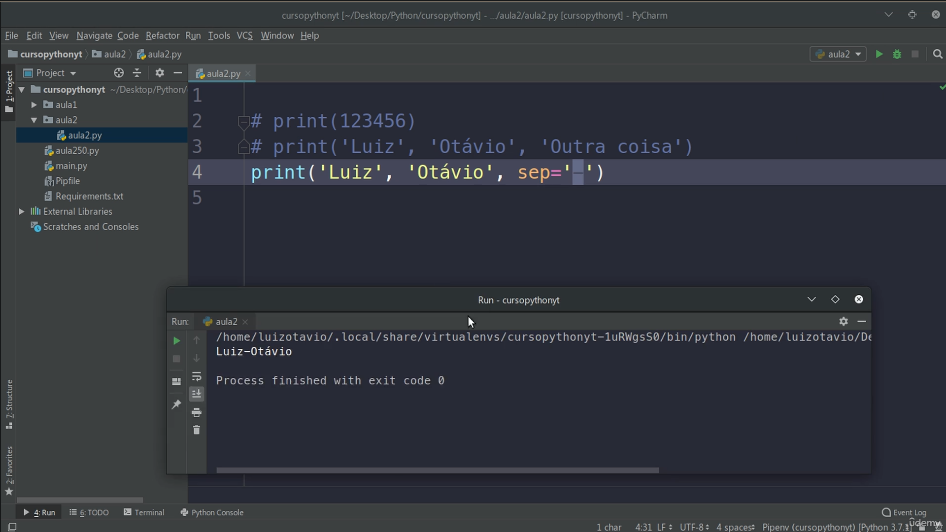 cursopythonyt [~/Desktop/Python/cursopythonyt] - .../aula2/aula2.py [cursopythonyt] - PyCharm
File Edit View Navigate Code Refactor Run Tools VCS Window Help
cursopythonyt aula2 aula2.py aula2
Project aula2.py
1: Project
cursopythonyt ~/Desktop/Python/
aula1
aula2
aula2.py
aula250.py
main.py
Pipfile
Requirements.txt
External Libraries
Scratches and Consoles
1
2 # print(123456)
3 # print('Luiz', 'Otávio', 'Outra coisa')
4 print('Luiz', 'Otávio', sep='-')
5
Run - cursopythonyt
Run: aula2
/home/luizotavio/.local/share/virtualenvs/cursopythonyt-1uRWgsS0/bin/python /home/luizotavio/De
Luiz-Otávio
Process finished with exit code 0
7: Structure
2: Favorites
4: Run 6: TODO Terminal Python Console Event Log
1 char 4:31 LF UTF-8 4 spaces Pipenv (cursopythonyt) [Python 3.7.
Udemy